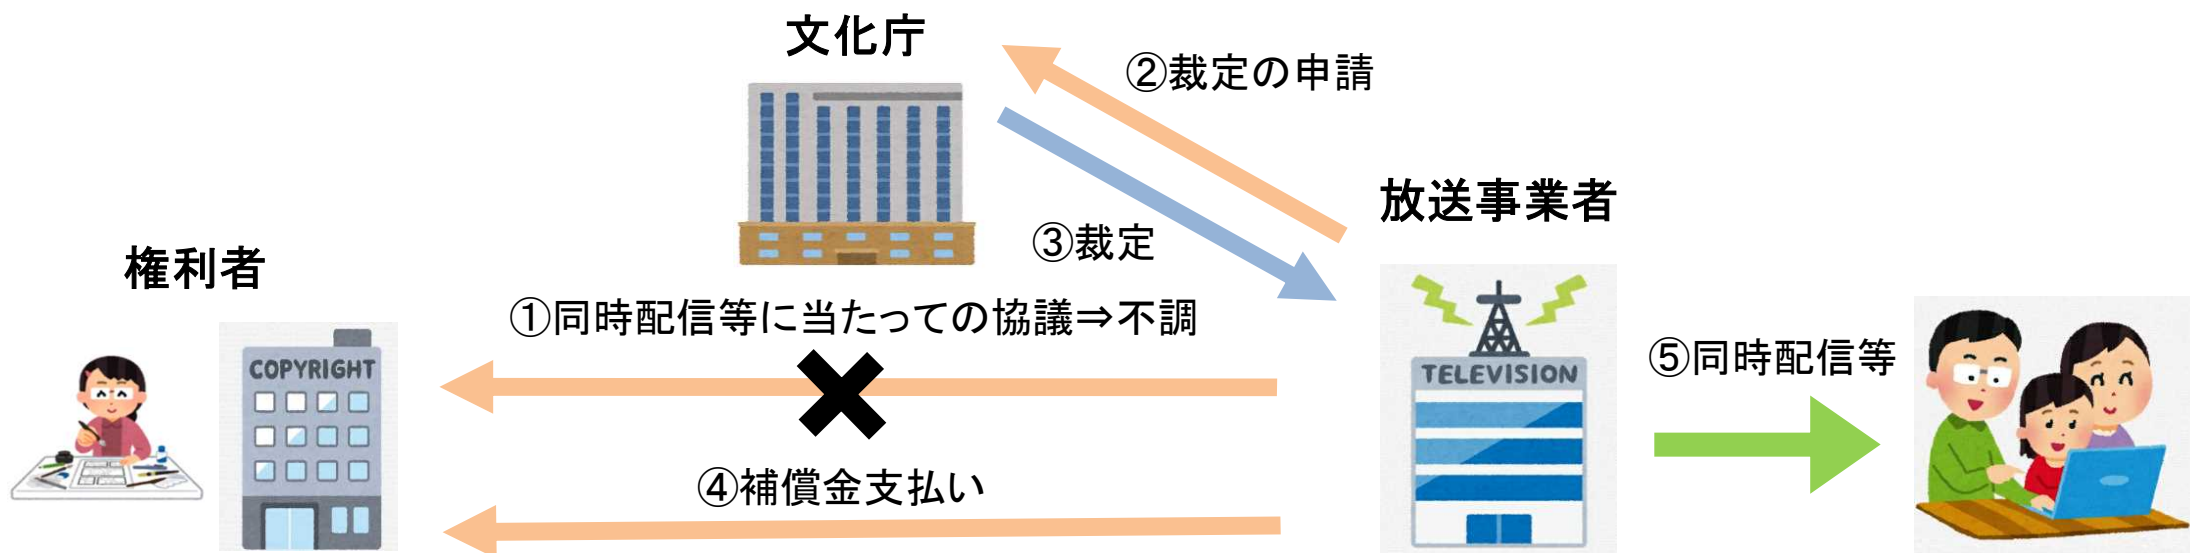 文化庁
②裁定の申請
放送事業者
③裁定
権利者
①同時配信等に当たっての協議⇒不調
COPYRIGHT
TELEVISION
⑤同時配信等
④補償金支払い